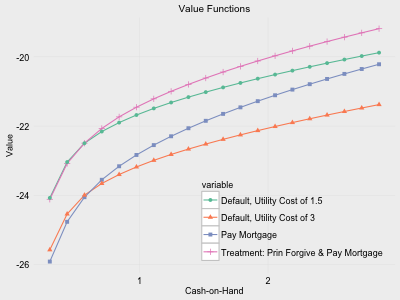 Value Functions
-20
-22
-24
-26
Value
variable
Default, Utility Cost of 1.5
Default, Utility Cost of 3
Pay Mortgage
Treatment: Prin Forgive & Pay Mortgage
1
2
Cash-on-Hand